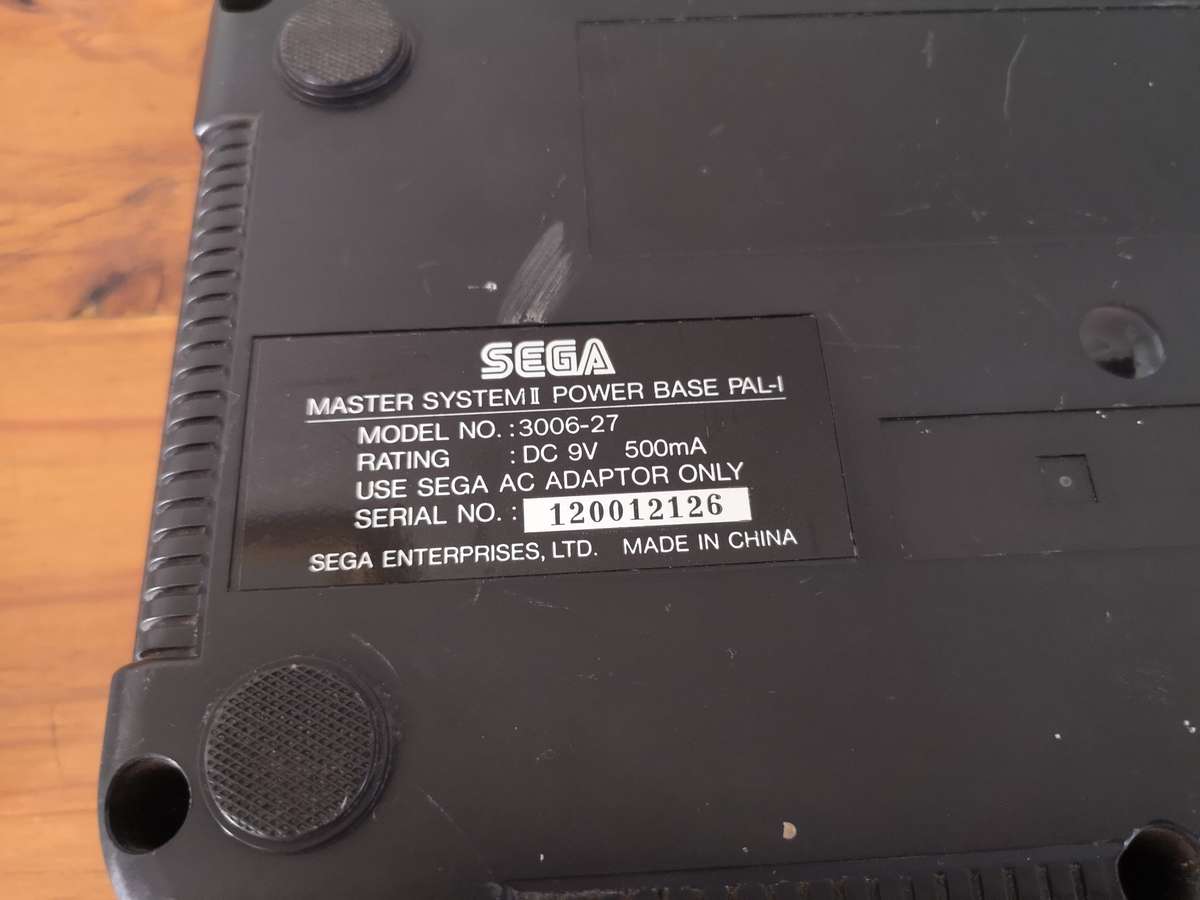 SEGA
MASTER SYSTEM II POWER BASE PAL-I
MODEL NO. : 3006-27
RATING : DC 9V 500mA
USE SEGA AC ADAPTOR ONLY
SERIAL NO. : 120012126
SEGA ENTERPRISES, LTD. MADE IN CHINA